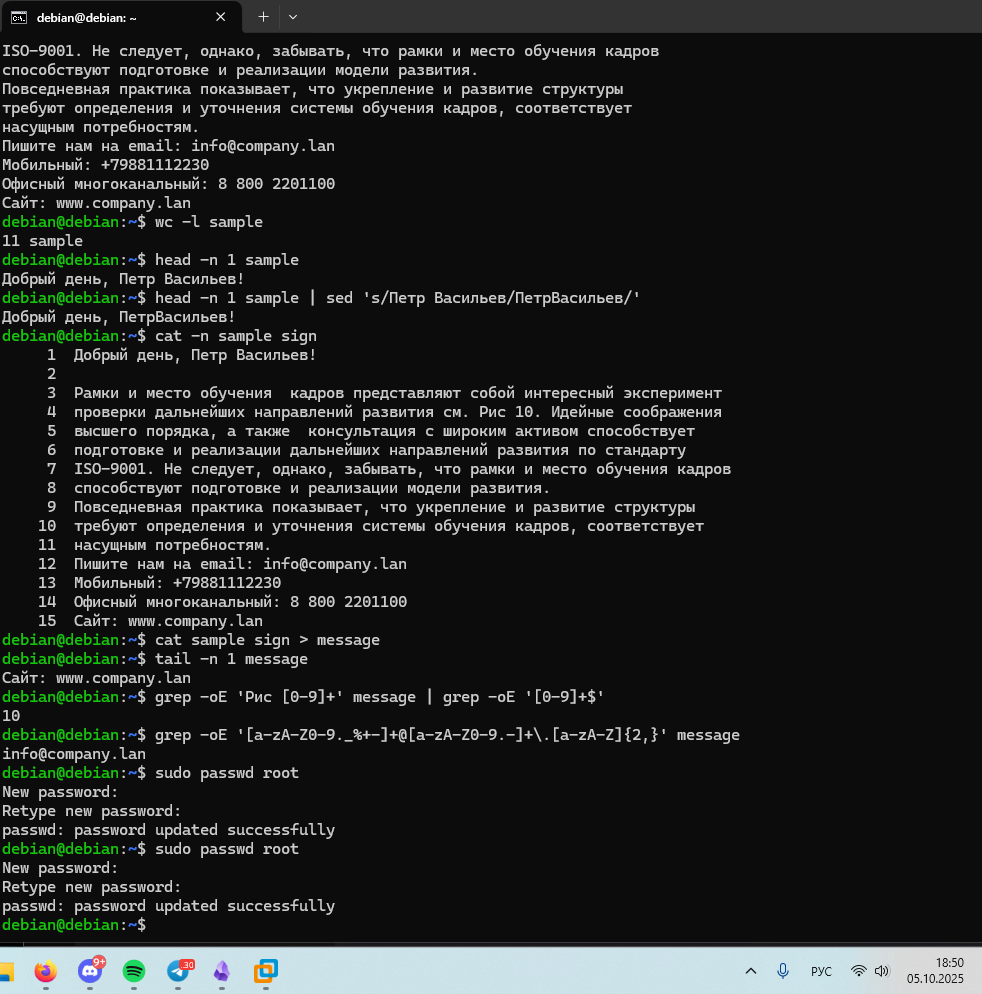 debian@debian: ~
ISO-9001. Не следует, однако, забывать, что рамки и место обучения кадров
способствуют подготовке и реализации модели развития.
Повседневная практика показывает, что укрепление и развитие структуры
требуют определения и уточнения системы обучения кадров, соответствует
насущным потребностям.
Пишите нам на email: info@company.lan
Мобильный: +79881112230
Офисный многоканальный: 8 800 2201100
Сайт: www.company.lan
debian@debian:~$ wc -l sample
11 sample
debian@debian:~$ head -n 1 sample
Добрый день, Петр Васильев!
debian@debian:~$ head -n 1 sample | sed 's/Петр Васильев/ПетрВасильев/'
Добрый день, ПетрВасильев!
debian@debian:~$ cat -n sample sign
1 Добрый день, Петр Васильев!
2
3 Рамки и место обучения  кадров представляют собой интересный эксперимент
4 проверки дальнейших направлений развития см. Рис 10. Идейные соображения
5 высшего порядка, а также  консультация с широким активом способствует
6 подготовке и реализации дальнейших направлений развития по стандарту
7 ISO-9001. Не следует, однако, забывать, что рамки и место обучения кадров
8 способствуют подготовке и реализации модели развития.
9 Повседневная практика показывает, что укрепление и развитие структуры
10 требуют определения и уточнения системы обучения кадров, соответствует
11 насущным потребностям.
12 Пишите нам на email: info@company.lan
13 Мобильный: +79881112230
14 Офисный многоканальный: 8 800 2201100
15 Сайт: www.company.lan
debian@debian:~$ cat sample sign > message
debian@debian:~$ tail -n 1 message
Сайт: www.company.lan
debian@debian:~$ grep -oE 'Рис [0-9]+' message | grep -oE '[0-9]+$'
10
debian@debian:~$ grep -oE '[a-zA-Z0-9._%+-]+@[a-zA-Z0-9.-]+\.[a-zA-Z]{2,}' message
info@company.lan
debian@debian:~$ sudo passwd root
New password:
Retype new password:
passwd: password updated successfully
debian@debian:~$ sudo passwd root
New password:
Retype new password:
passwd: password updated successfully
debian@debian:~$
9+
30
РУС
18:50
05.10.2025